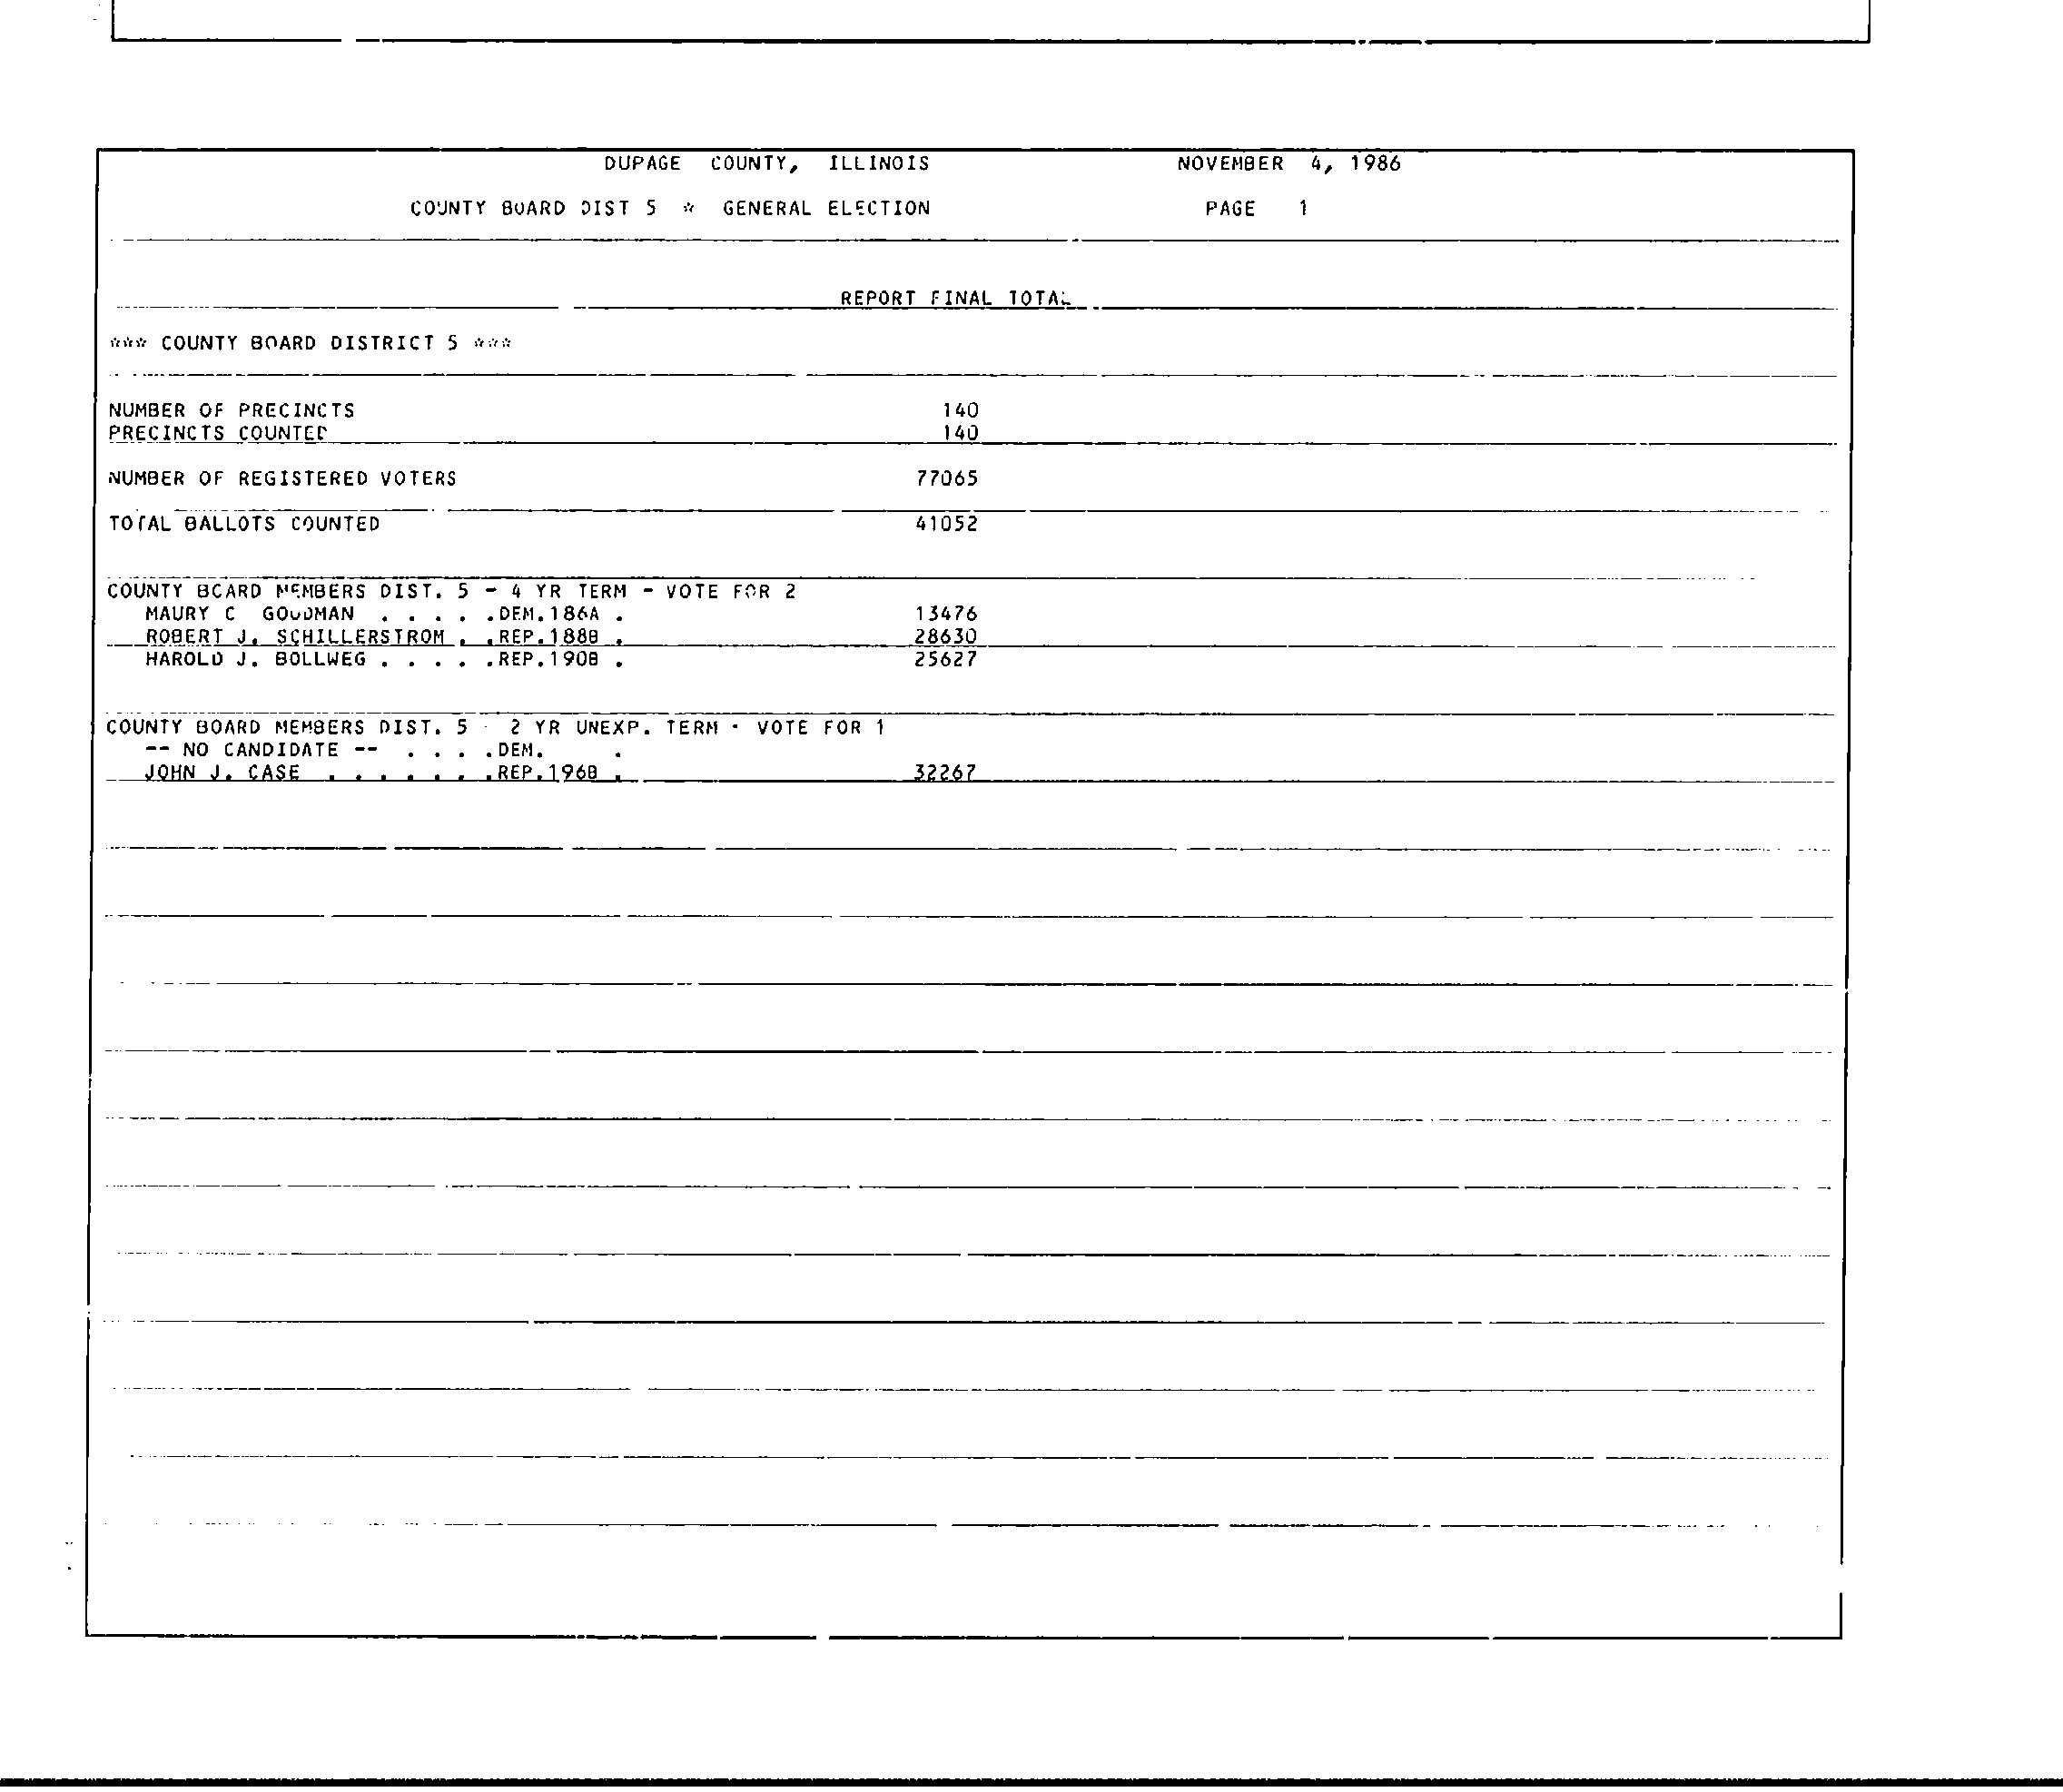 DUPAGE COUNTY, ILLINOIS NOVEMBER 4, 1986
COUNTY BOARD DIST 5 * GENERAL ELECTION PAGE 1
REPORT FINAL TOTAL
*** COUNTY BOARD DISTRICT 5 ***
NUMBER OF PRECINCTS 140
PRECINCTS COUNTED 140
NUMBER OF REGISTERED VOTERS 77065
TOTAL BALLOTS COUNTED 41052
COUNTY BOARD MEMBERS DIST. 5 - 4 YR TERM - VOTE FOR 2
MAURY C GOODMAN . . . . .DEM.186A . 13476
ROBERT J. SCHILLERSTROM . .REP.188B . 28630
HAROLD J. BOLLWEG . . . . .REP.190B . 25627
COUNTY BOARD MEMBERS DIST. 5 - 2 YR UNEXP. TERM - VOTE FOR 1
-- NO CANDIDATE -- . . . .DEM. .
JOHN J. CASE . . . . . . .REP.196B . 32267